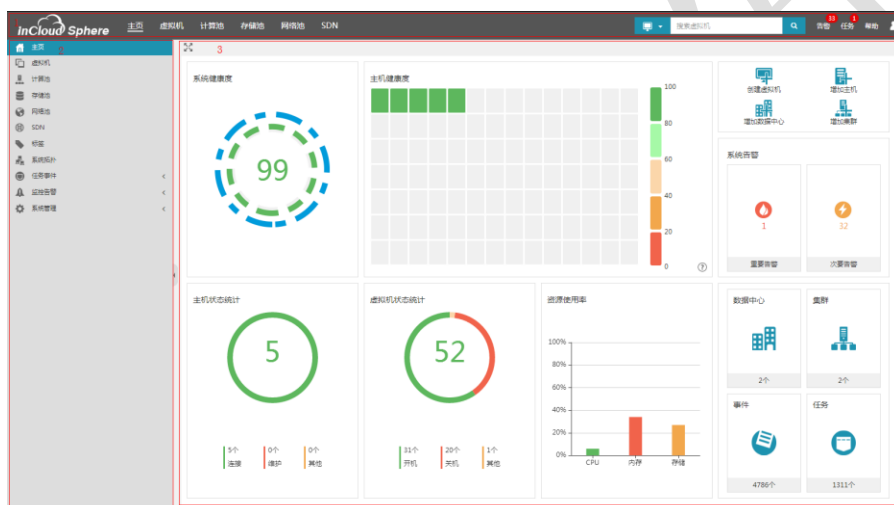 inCloud Sphere 主页 虚拟机 计算池 存储池 网络池 SDN 搜索虚拟机 告警 33 任务 1 帮助
主页 2
虚拟机
计算池
存储池
网络池
SDN
标签
系统拓扑
任务事件
监控告警
系统管理
3
系统健康度
99
主机健康度
100
80
60
40
20
0
创建虚拟机 增加主机
增加数据中心 增加集群
系统告警
1 32
重要告警 次要告警
主机状态统计
5
5个 0个 0个
连接 维护 其他
虚拟机状态统计
52
31个 20个 1个
开机 关机 其他
资源使用率
100%
80%
60%
40%
20%
0%
CPU 内存 存储
数据中心 集群
2个 2个
事件 任务
4786个 1311个